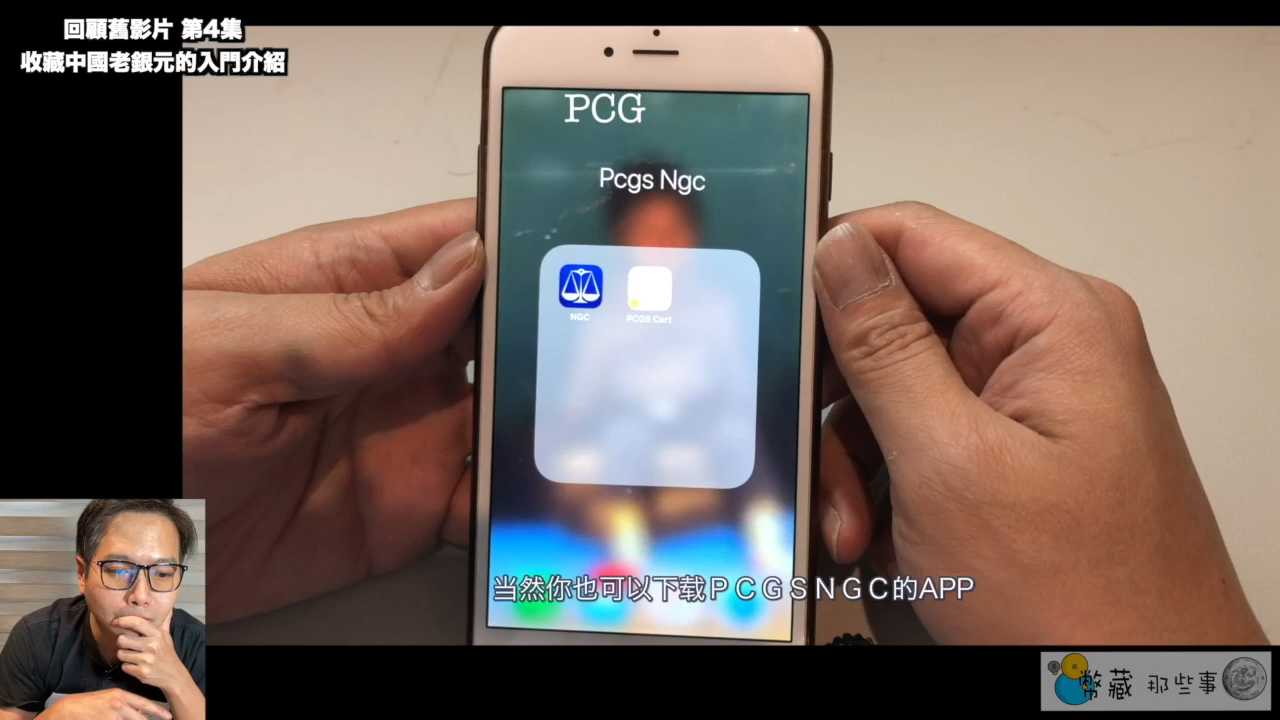 回顧舊影片 第4集
收藏中國老銀元的入門介紹
PCG
Pcgs Ngc
NGC
PCGS Cert
当然你也可以下载PCGSNGC的APP
幣藏 那些事